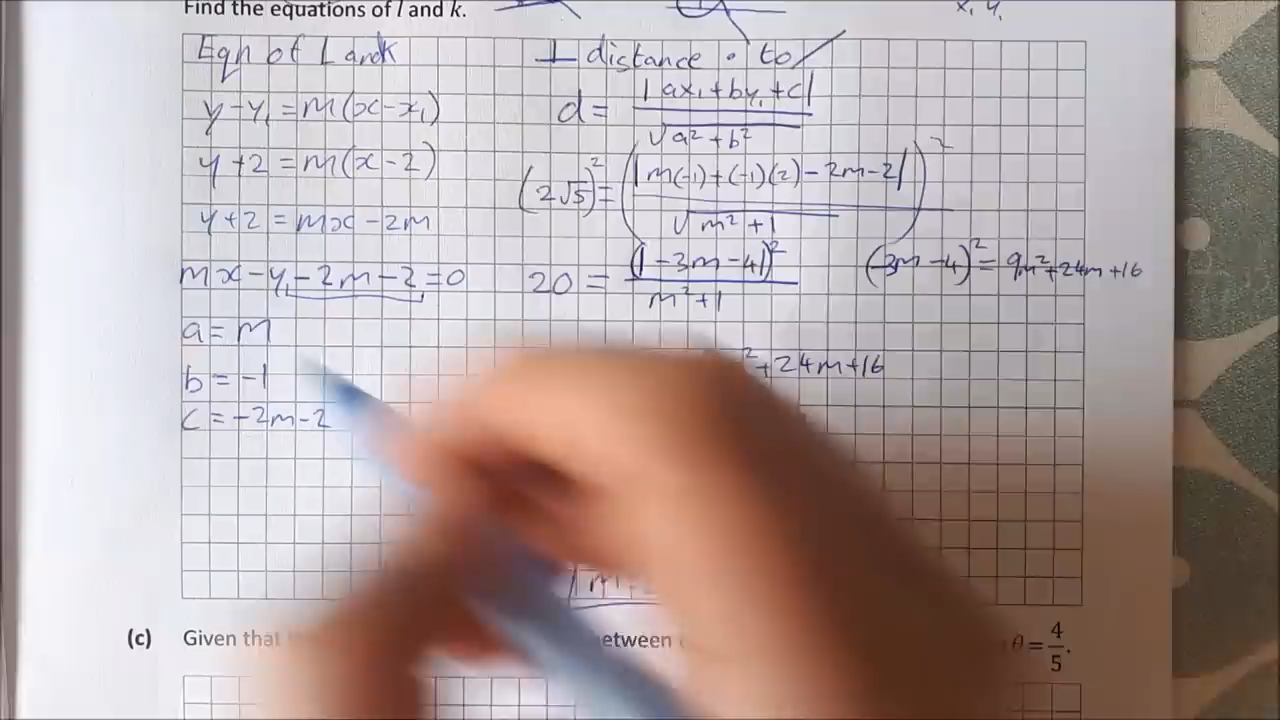 Find the equations of l and k.
x₁ y₁
Eqn of L and k
y - y₁ = m(x - x₁)
y + 2 = m(x - 2)
y + 2 = mx - 2m
mx - y - 2m - 2 = 0
a = m
b = -1
c = -2m - 2
⊥ distance • to /
d = |ax₁ + by₁ + c| / √a² + b²
(2√5)² = (|m(-1) + (-1)(2) - 2m - 2| / √m² + 1)²
20 = (|-3m - 4|)² / m² + 1
(-3m - 4)² = 9m² + 24m + 16
² + 24m + 16
(c) Given that
between
θ = 4/5.